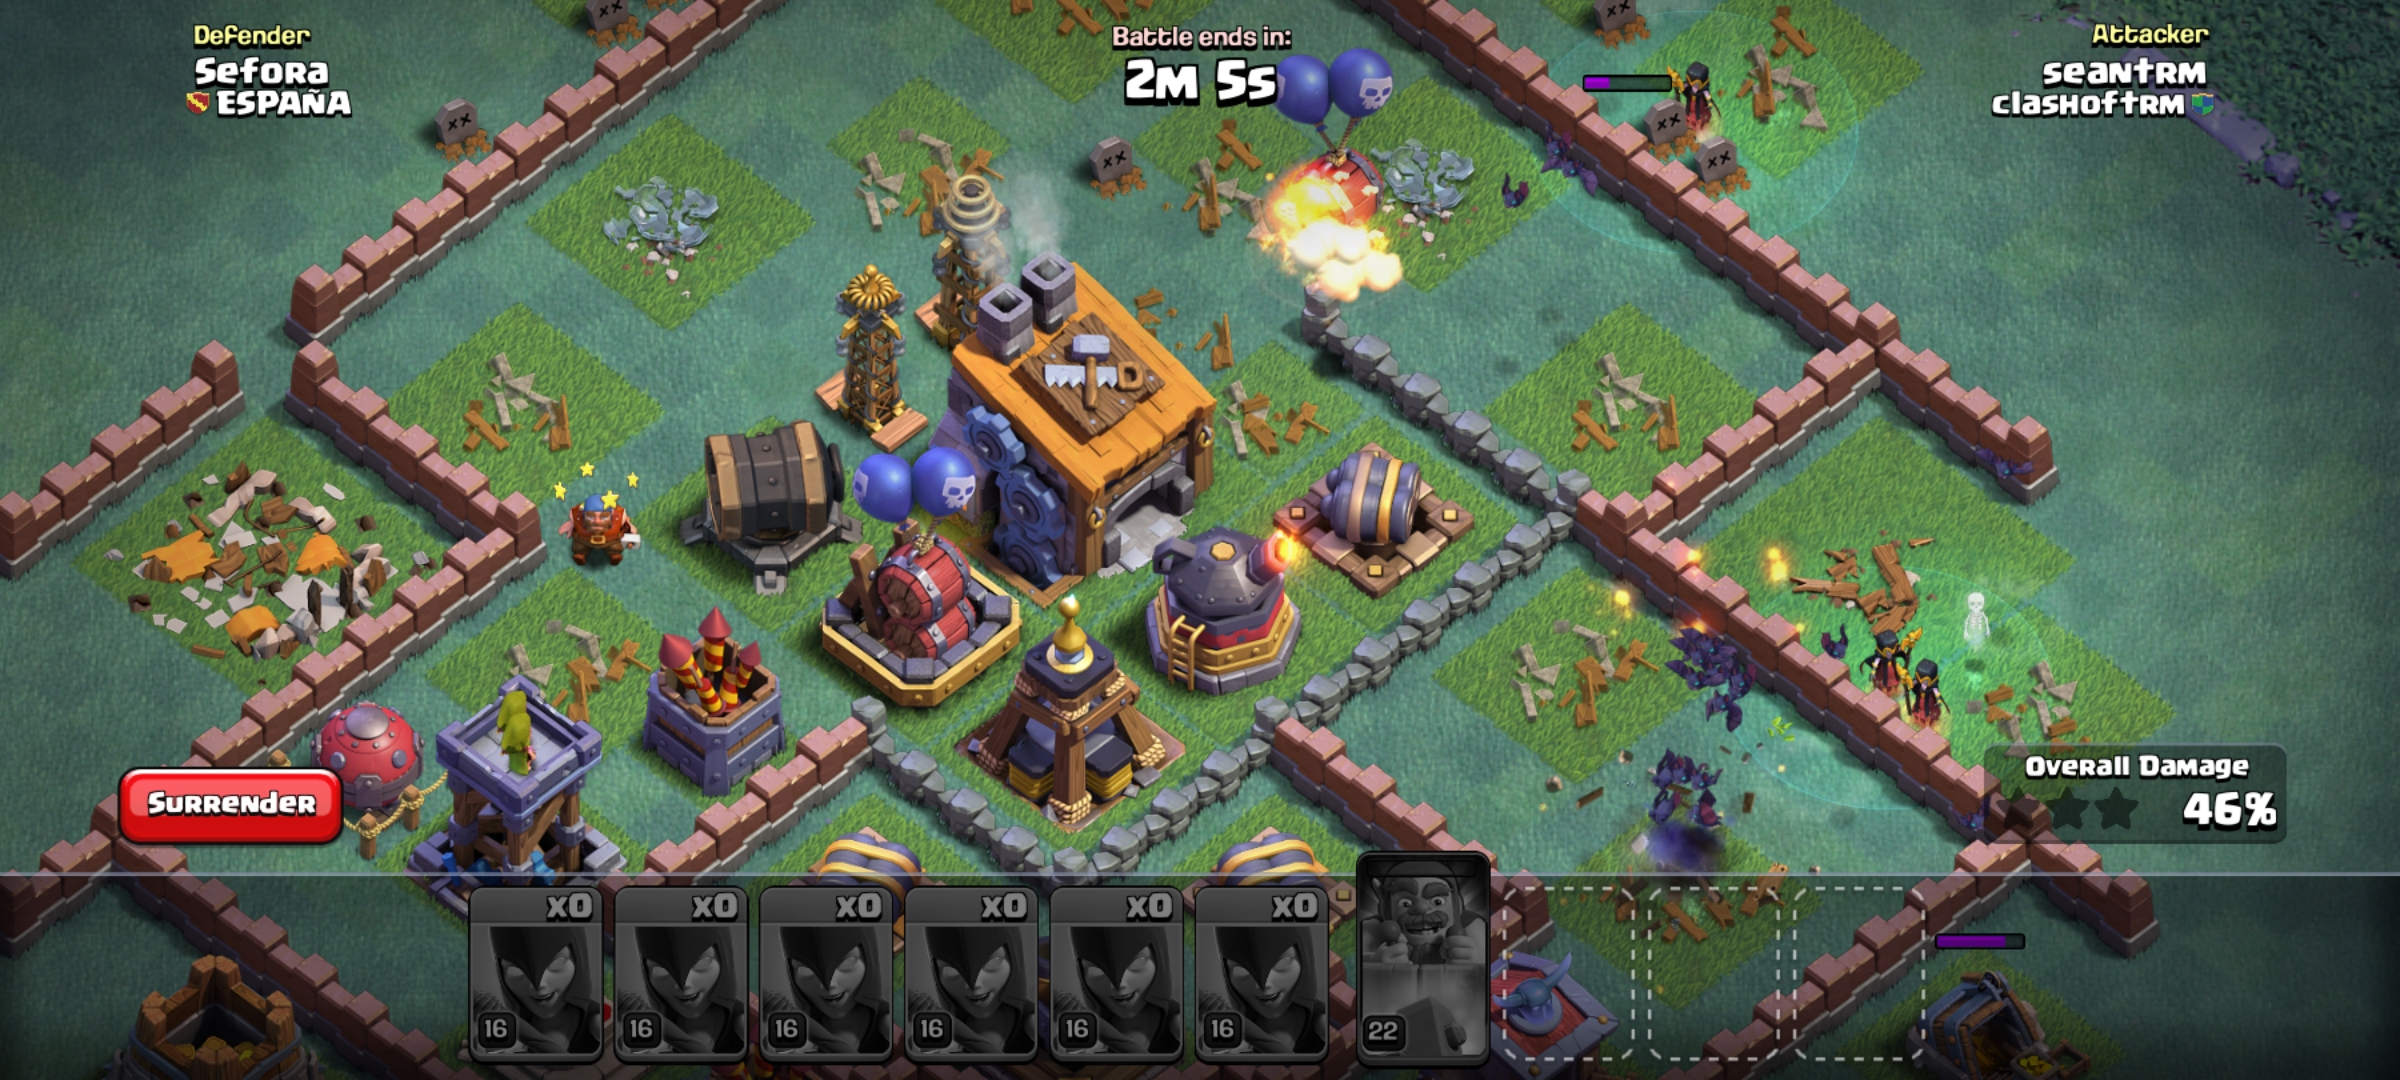 Defender
Sefora
ESPAÑA
Battle ends in:
2M 5s
Attacker
seantRM
clashoftRM
Surrender
Overall Damage
46%
x0
x0
x0
x0
x0
x0
16
16
16
16
16
16
22